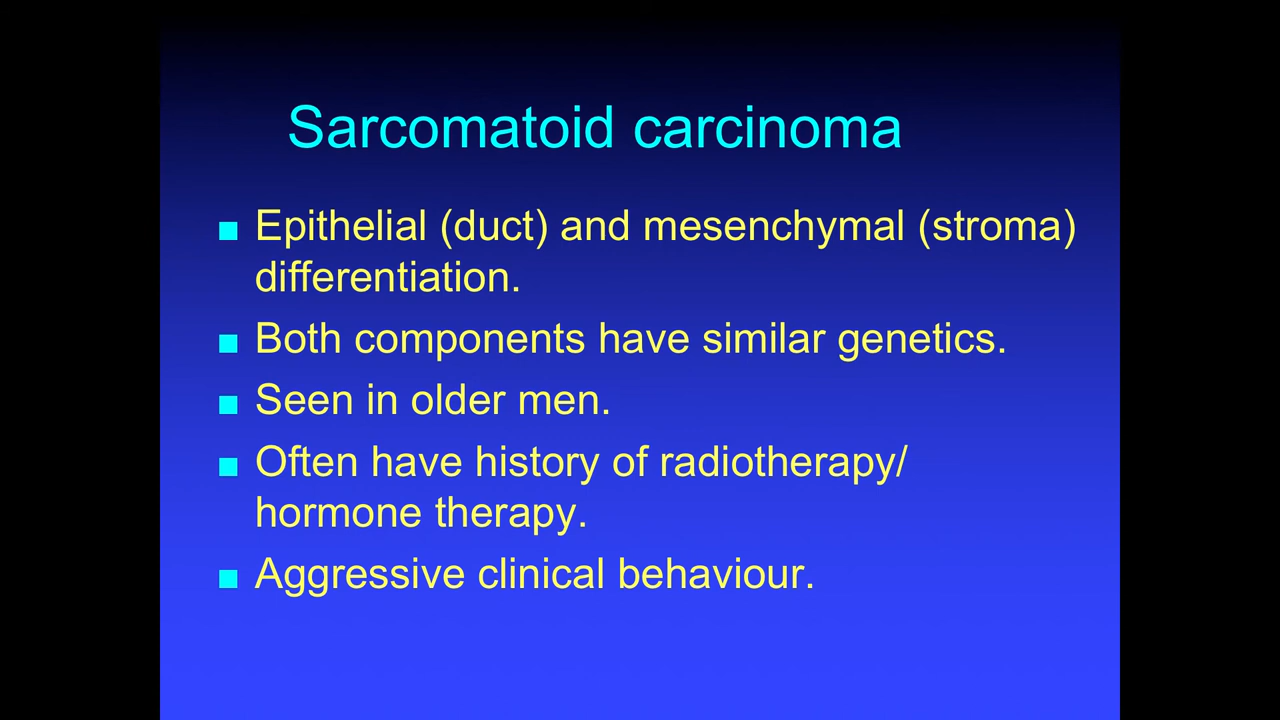 Sarcomatoid carcinoma
Epithelial (duct) and mesenchymal (stroma)
differentiation.
Both components have similar genetics.
Seen in older men.
Often have history of radiotherapy/
hormone therapy.
Aggressive clinical behaviour.